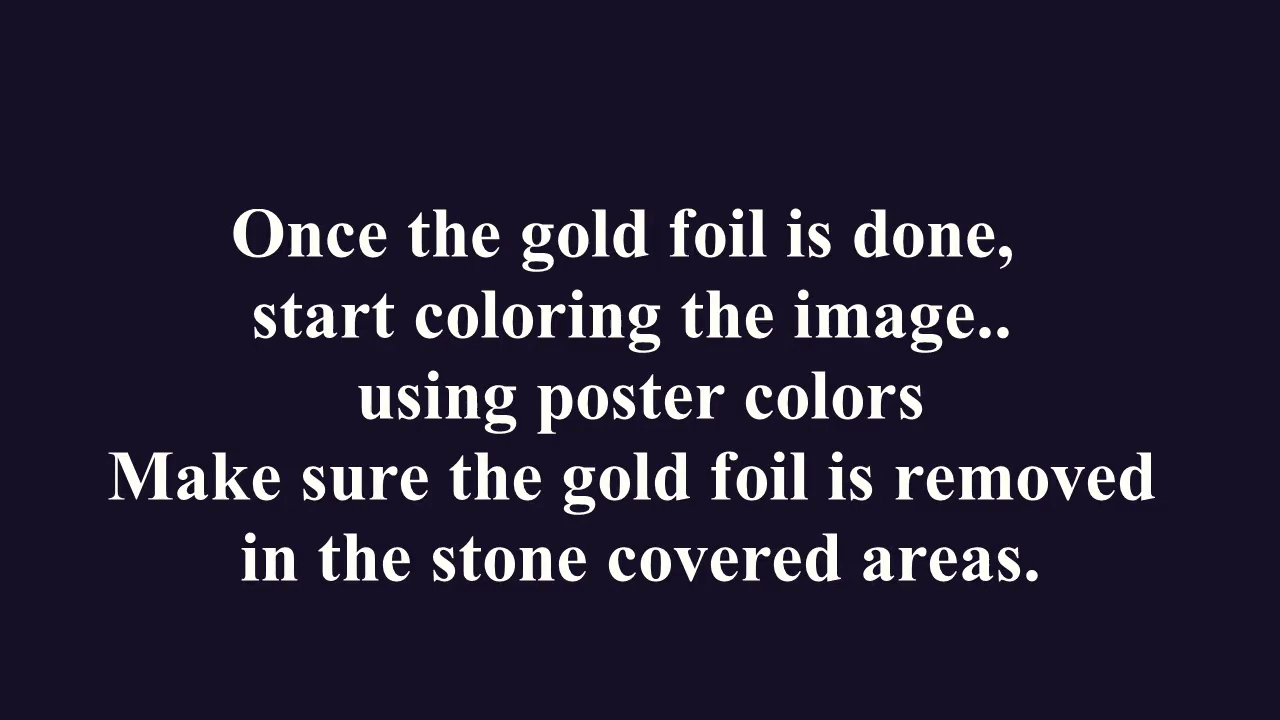 Once the gold foil is done,
start coloring the image..
using poster colors
Make sure the gold foil is removed
in the stone covered areas.